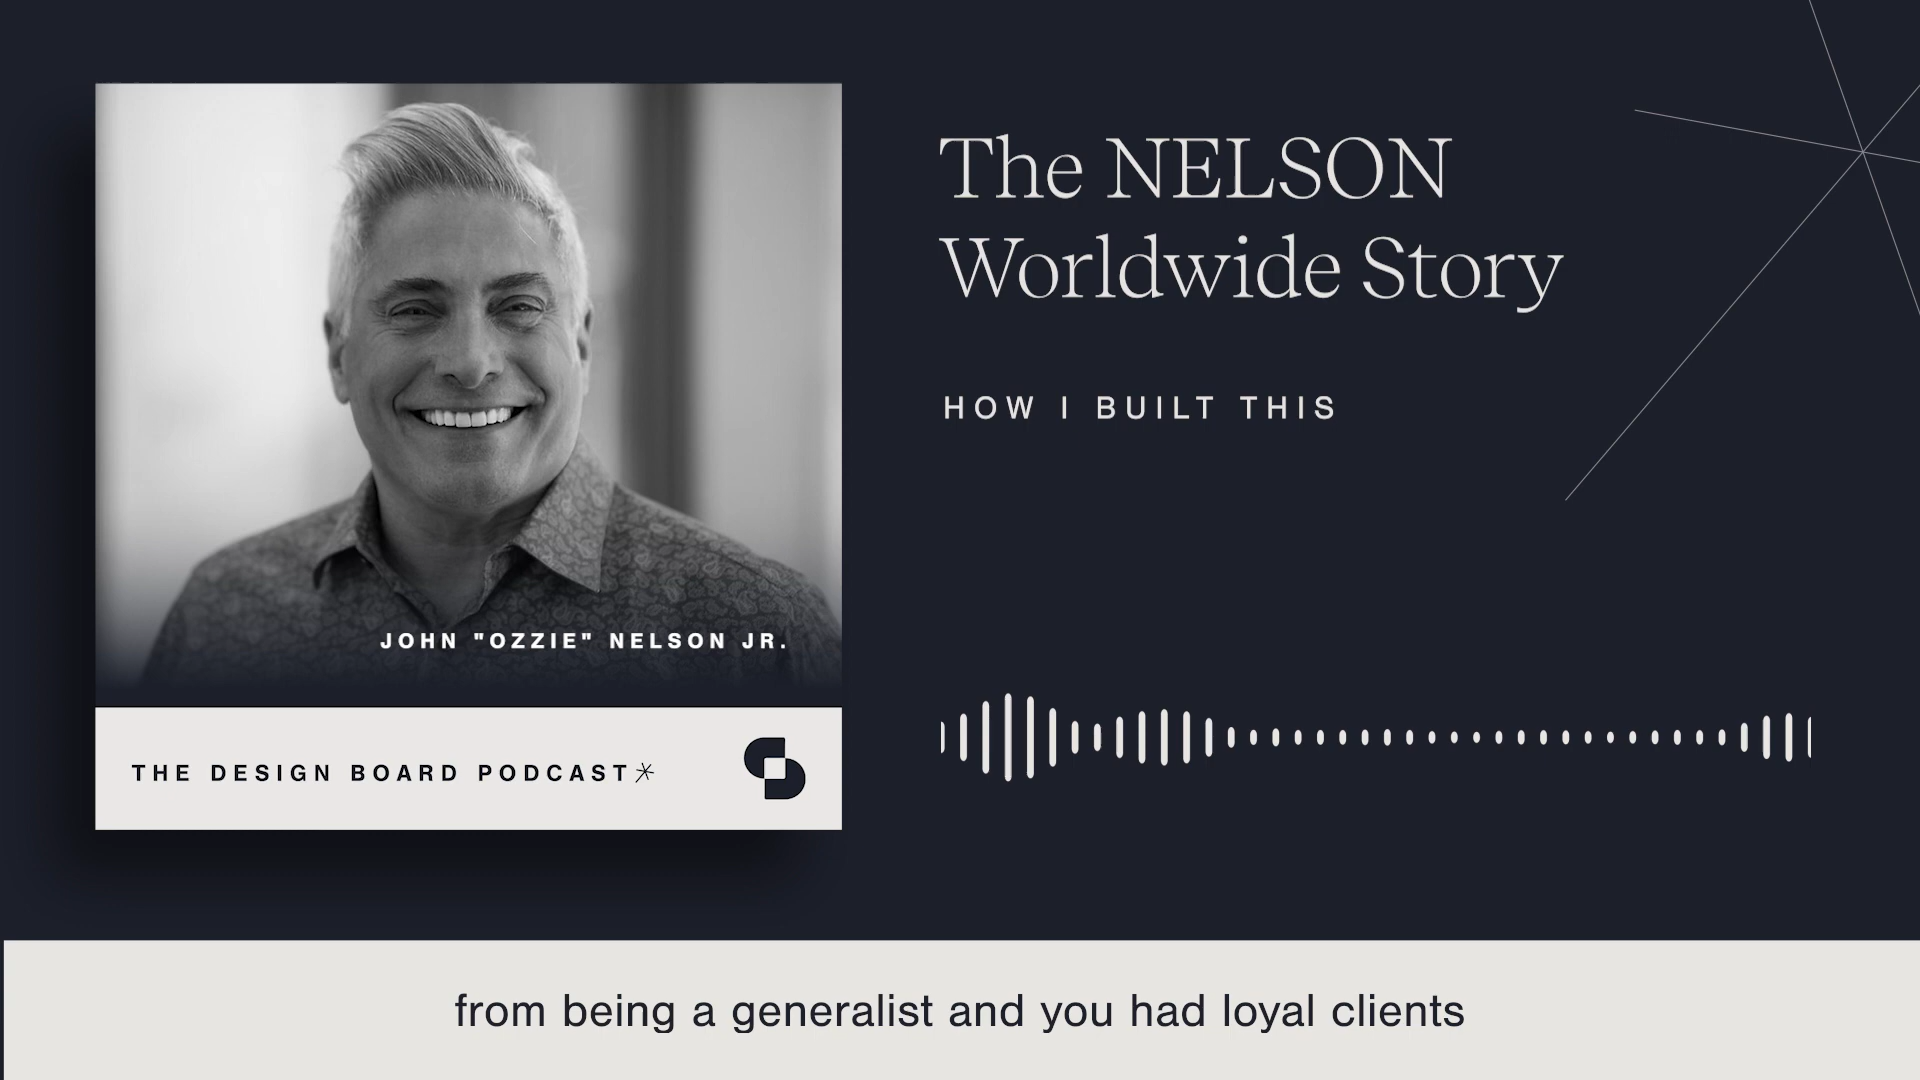 The NELSON
Worldwide Story
HOW I BUILT THIS
JOHN "OZZIE" NELSON JR.
THE DESIGN BOARD PODCAST
from being a generalist and you had loyal clients